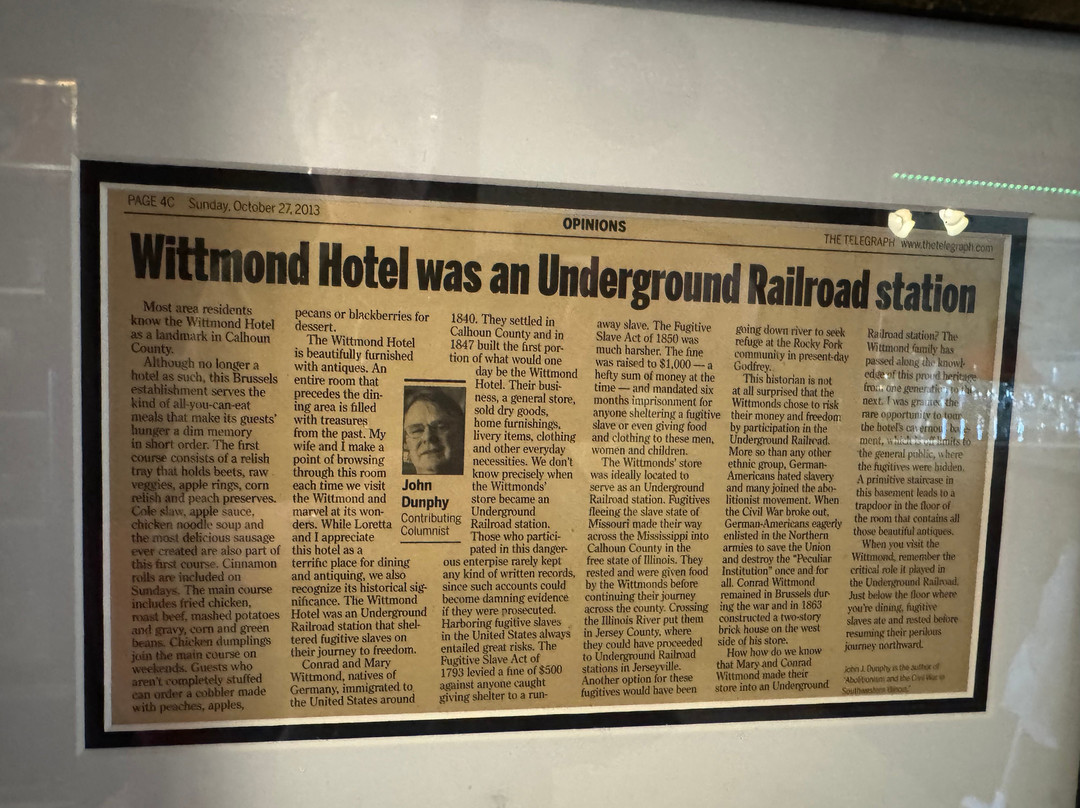 PAGE 4C Sunday, October 27, 2013
OPINIONS
THE TELEGRAPH www.thetelegraph.com
Wittmond Hotel was an Underground Railroad station
Most area residents
know the Wittmond Hotel
as a landmark in Calhoun
County.
Although no longer a
hotel as such, this Brussels
establishment serves the
kind of all-you-can-eat
meals that make its guests'
hunger a dim memory
in short order. The first
course consists of a relish
tray that holds beets, raw
veggies, apple rings, corn
relish and peach preserves.
Cole slaw, apple sauce,
chicken noodle soup and
the most delicious sausage
ever created are also part of
this first course. Cinnamon
rolls are included on
Sundays. The main course
includes fried chicken,
roast beef, mashed potatoes
and gravy, corn and green
beans. Chicken dumplings
join the main course on
weekends. Guests who
aren't completely stuffed
can order a cobbler made
with peaches, apples,
pecans or blackberries for
dessert.
The Wittmond Hotel
is beautifully furnished
with antiques. An
entire room that
precedes the din-
ing area is filled
with treasures
from the past. My
wife and I make a
point of browsing
through this room
each time we visit
the Wittmond and
marvel at its won-
ders. While Loretta
and I appreciate
this hotel as a
terrific place for dining
and antiquing, we also
recognize its historical sig-
nificance. The Wittmond
Hotel was an Underground
Railroad station that shel-
tered fugitive slaves on
their journey to freedom.
Conrad and Mary
Wittmond, natives of
Germany, immigrated to
the United States around
John
Dunphy
Contributing
Columnist
1840. They settled in
Calhoun County and in
1847 built the first por-
tion of what would one
day be the Wittmond
Hotel. Their busi-
ness, a general store,
sold dry goods,
home furnishings,
livery items, clothing
and other everyday
necessities. We don't
know precisely when
the Wittmonds'
store became an
Underground
Railroad station.
Those who partici-
pated in this danger-
ous enterpise rarely kept
any kind of written records,
since such accounts could
become damning evidence
if they were prosecuted.
Harboring fugitive slaves
in the United States always
entailed great risks. The
Fugitive Slave Act of
1793 levied a fine of $500
against anyone caught
giving shelter to a run-
away slave. The Fugitive
Slave Act of 1850 was
much harsher. The fine
was raised to $1,000 — a
hefty sum of money at the
time — and mandated six
months imprisonment for
anyone sheltering a fugitive
slave or even giving food
and clothing to these men,
women and children.
The Wittmonds' store
was ideally located to
serve as an Underground
Railroad station. Fugitives
fleeing the slave state of
Missouri made their way
across the Mississippi into
Calhoun County in the
free state of Illinois. They
rested and were given food
by the Wittmonds before
continuing their journey
across the county. Crossing
the Illinois River put them
in Jersey County, where
they could have proceeded
to Underground Railroad
stations in Jerseyville.
Another option for these
fugitives would have been
going down river to seek
refuge at the Rocky Fork
community in present-day
Godfrey.
This historian is not
at all surprised that the
Wittmonds chose to risk
their money and freedom
by participation in the
Underground Railroad.
More so than any other
ethnic group, German-
Americans hated slavery
and many joined the abo-
litionist movement. When
the Civil War broke out,
German-Americans eagerly
enlisted in the Northern
armies to save the Union
and destroy the "Peculiar
Institution" once and for
all. Conrad Wittmond
remained in Brussels dur-
ing the war and in 1863
constructed a two-story
brick house on the west
side of his store.
How how do we know
that Mary and Conrad
Wittmond made their
store into an Underground
Railroad station? The
Wittmond family has
passed along the knowl-
edge of this proud heritage
from one generation to the
next. I was granted the
rare opportunity to tour
the hotel's cavernous base-
ment, which is off limits to
the general public, where
the fugitives were hidden.
A primitive staircase in
this basement leads to a
trapdoor in the floor of
the room that contains all
those beautiful antiques.
When you visit the
Wittmond, remember the
critical role it played in
the Underground Railroad.
Just below the floor where
you're dining, fugitive
slaves ate and rested before
resuming their perilous
journey northward.
John J. Dunphy is the author of
"Abolitionism and the Civil War in
Southwestern Illinois."